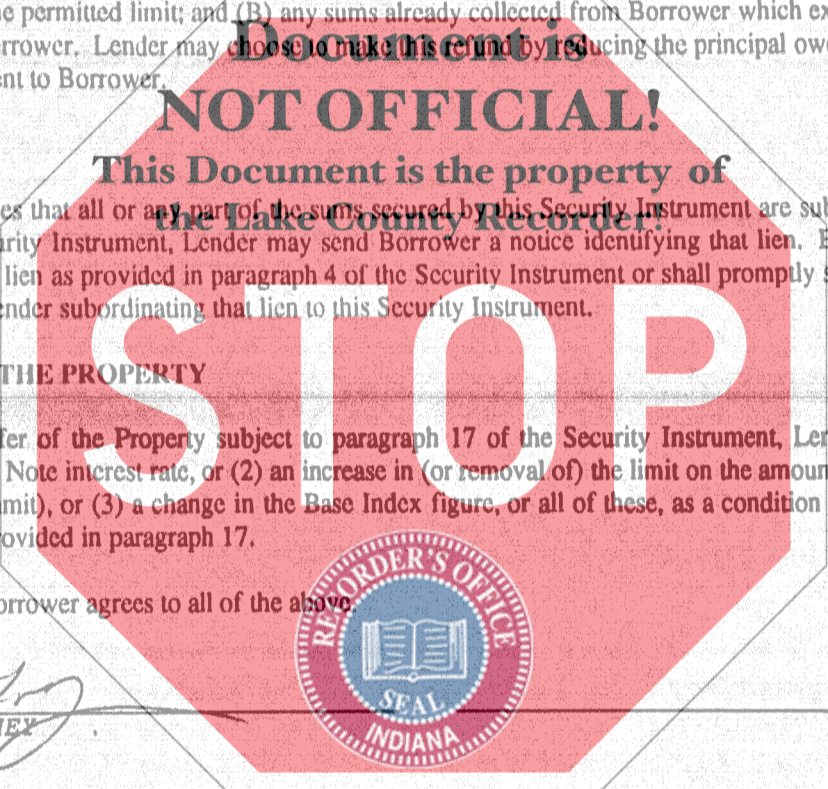 e permitted limit; and (B) any sums already collected from Borrower which ex
rrower. Lender may choose to make this refund by reducing the principal ow
nt to Borrower.
Document is
NOT OFFICIAL!
This Document is the property of
the Lake County Recorder!
es that all or any part of the sums secured by this Security Instrument are su
urity Instrument, Lender may send Borrower a notice identifying that lien. B
lien as provided in paragraph 4 of the Security Instrument or shall promptly s
ender subordinating that lien to this Security Instrument.
STOP
THE PROPERTY
fer of the Property subject to paragraph 17 of the Security Instrument, Len
Note interest rate, or (2) an increase in (or removal of) the limit on the amoun
mit), or (3) a change in the Base Index figure, or all of these, as a condition
ovided in paragraph 17.
orrower agrees to all of the above.
RECORDER'S OFFICE
SEAL
INDIANA